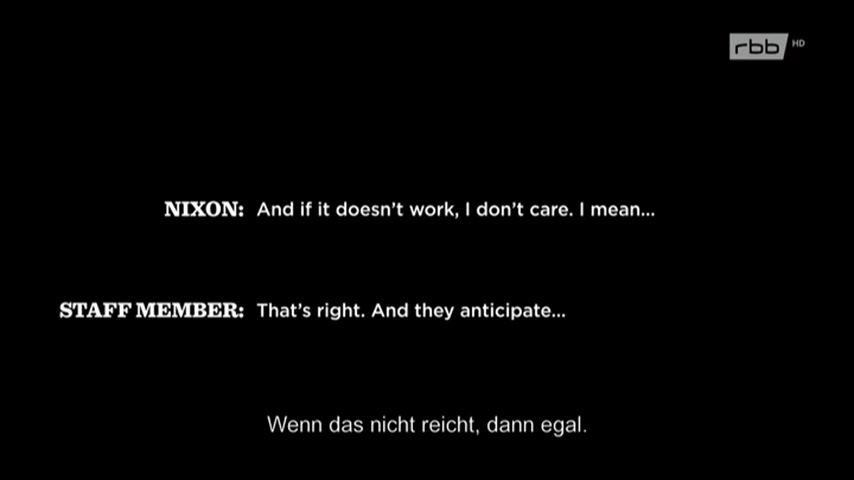 rbb HD
NIXON: And if it doesn’t work, I don’t care. I mean...
STAFF MEMBER: That’s right. And they anticipate...
Wenn das nicht reicht, dann egal.